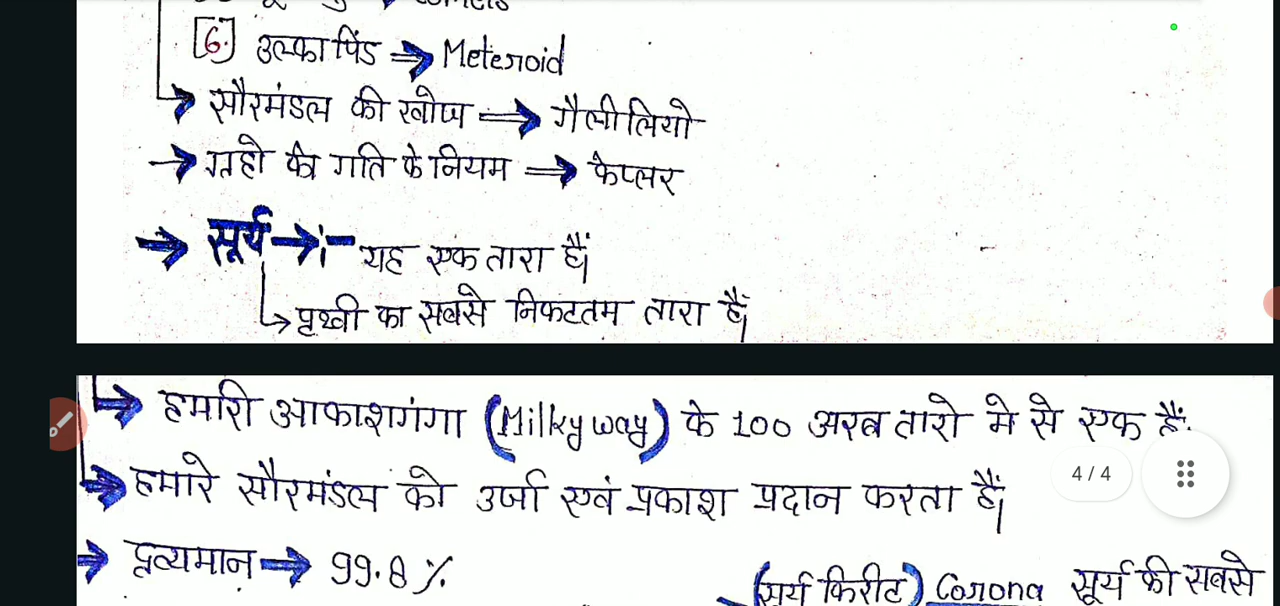 [6.] उल्का पिंड ⇒ Meteroid
→ सौरमंडल की खोज ⇒ गैलीलियो
→ ग्रहो की गति के नियम ⇒ केप्लर
→ सूर्य →:- यह एक तारा हैं।
↳ पृथ्वी का सबसे निकटतम तारा हैं।
→ हमारी आकाशगंगा (Milky way) के 100 अरब तारो मे से एक हैं.
→ हमारे सौरमंडल को उर्जा एवं प्रकाश प्रदान करता हैं।
4/4
→ द्रव्यमान → 99.8 %
(सूर्य किरीट) Corona सूर्य की सबसे